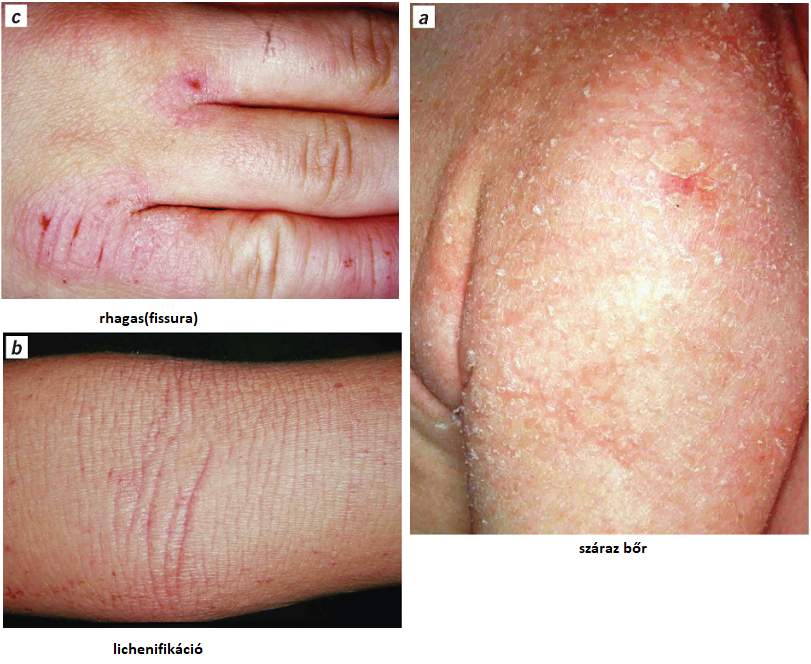 c
rhagas(fissura)
b
lichenifikáció
a
száraz bőr